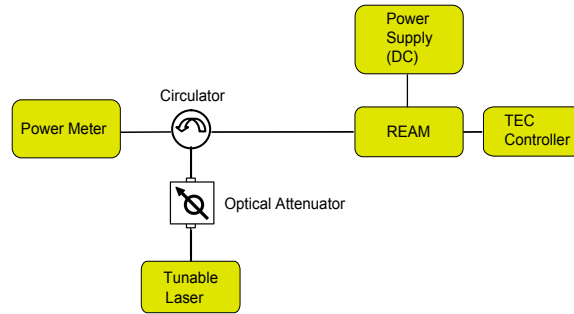 Power
Supply
(DC)
Circulator
Power Meter
REAM
TEC
Controller
Optical Attenuator
Tunable
Laser